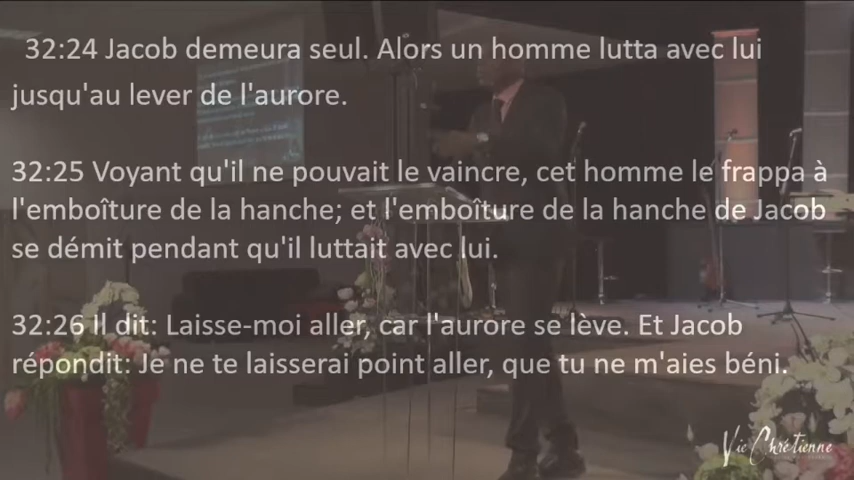 32:24 Jacob demeura seul. Alors un homme lutta avec lui
jusqu'au lever de l'aurore.
32:25 Voyant qu'il ne pouvait le vaincre, cet homme le frappa à
l'emboîture de la hanche; et l'emboîture de la hanche de Jacob
se démit pendant qu'il luttait avec lui.
32:26 Il dit: Laisse-moi aller, car l'aurore se lève. Et Jacob
répondit: Je ne te laisserai point aller, que tu ne m'aies béni.
Vie Chrétienne